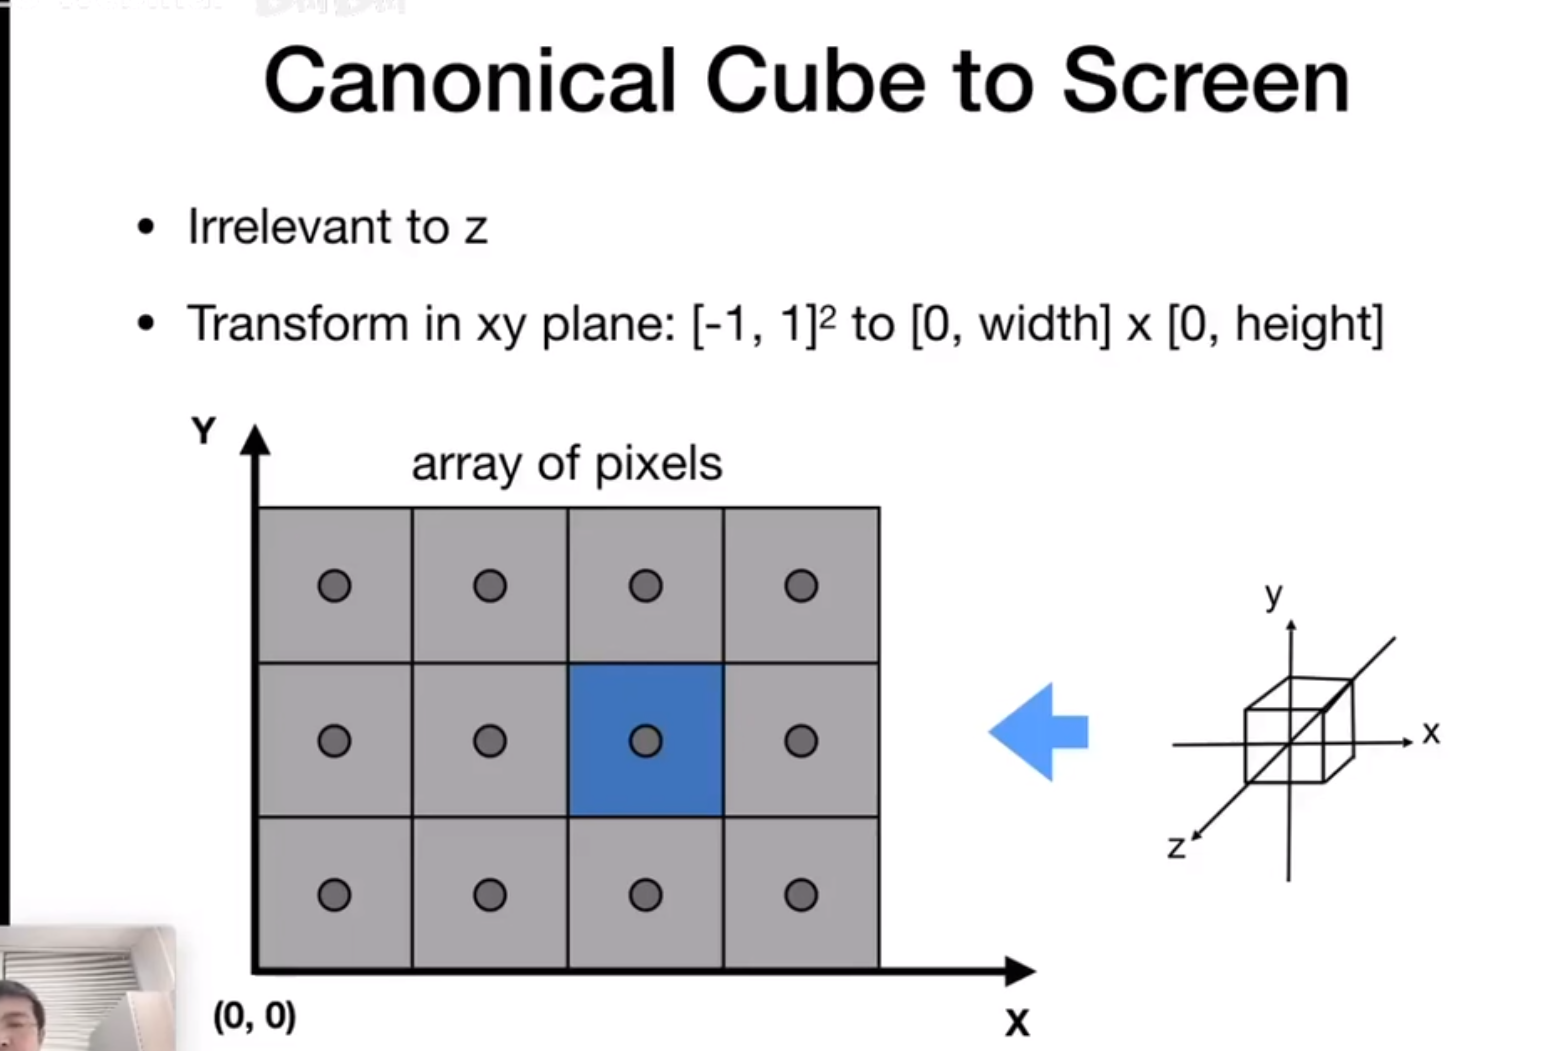 Canonical Cube to Screen
• Irrelevant to z
• Transform in xy plane: [-1, 1]² to [0, width] x [0, height]
Y
array of pixels
y
x
z
(0, 0)
X